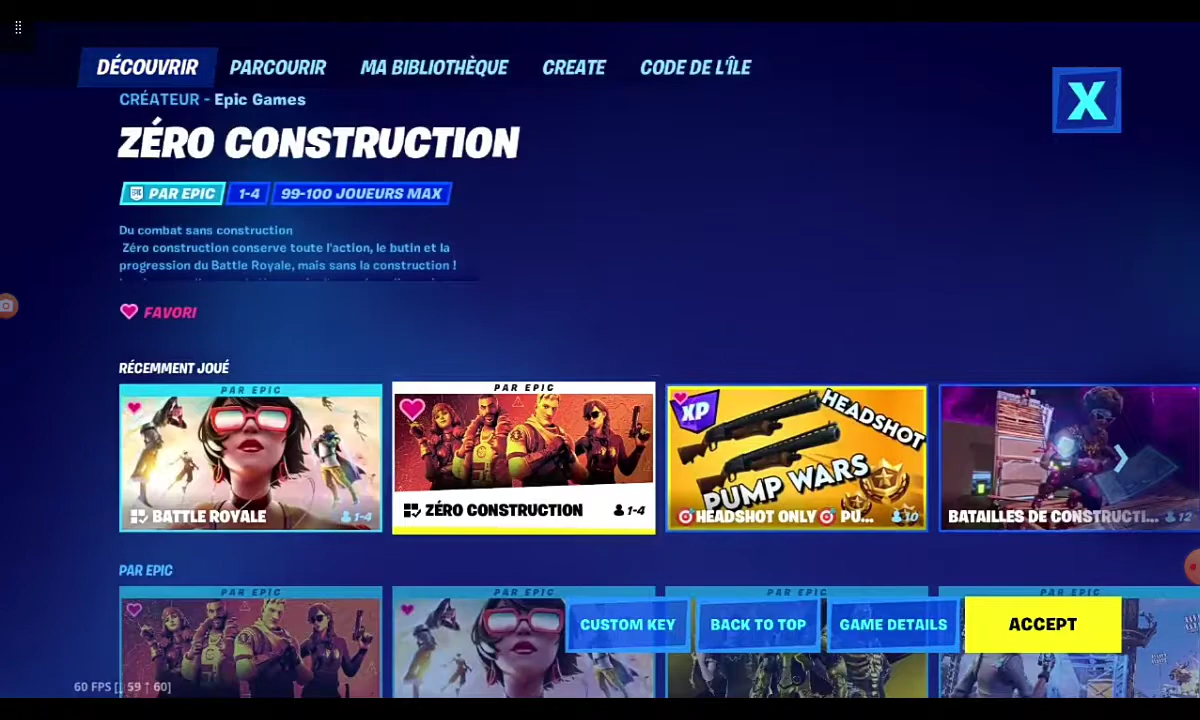 DÉCOUVRIR PARCOURIR MA BIBLIOTHÈQUE CREATE CODE DE L'ÎLE
CRÉATEUR - Epic Games
X
ZÉRO CONSTRUCTION
PAR EPIC 1-4 99-100 JOUEURS MAX
Du combat sans construction
Zéro construction conserve toute l'action, le butin et la
progression du Battle Royale, mais sans la construction !
FAVORI
RÉCEMMENT JOUÉ
PAR EPIC
BATTLE ROYALE 1-4
PAR EPIC
ZÉRO CONSTRUCTION 1-4
XP
HEADSHOT
PUMP WARS
HEADSHOT ONLY PU... 10
BATAILLES DE CONSTRUCTI... 12
PAR EPIC
PAR EPIC PAR EPIC PAR EPIC PAR EPIC
CUSTOM KEY BACK TO TOP GAME DETAILS ACCEPT
60 FPS [↓ 59 ↑ 60]